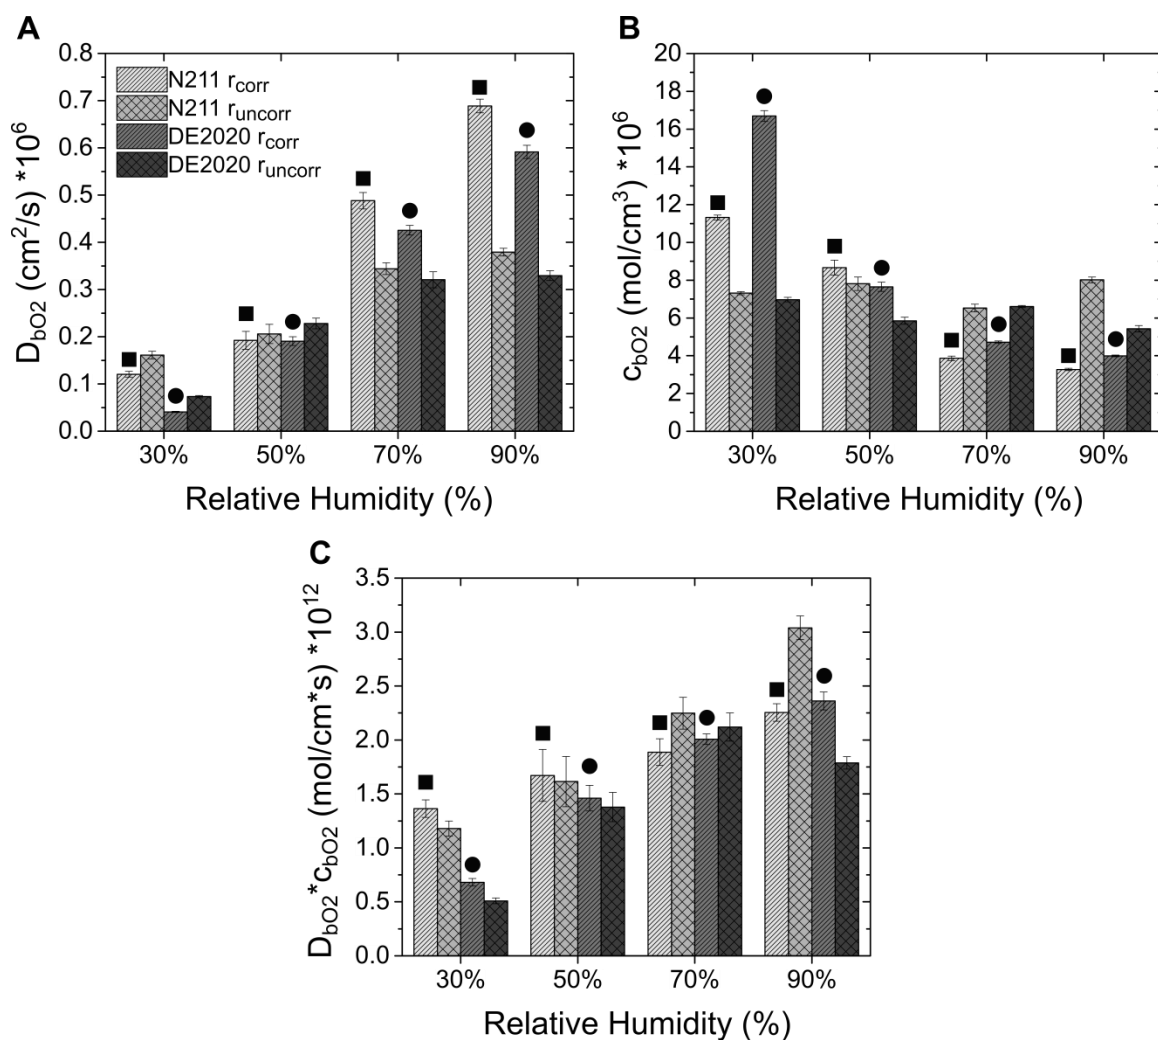 A
D_bO2 (cm²/s) *10⁶
0.8
0.7
0.6
0.5
0.4
0.3
0.2
0.1
0.0
N211 r_corr
N211 r_uncorr
DE2020 r_corr
DE2020 r_uncorr
30% 50% 70% 90%
Relative Humidity (%)
B
c_bO2 (mol/cm³) *10⁶
20
18
16
14
12
10
8
6
4
2
0
30% 50% 70% 90%
Relative Humidity (%)
C
D_bO2*c_bO2 (mol/cm*s) *10¹²
3.5
3.0
2.5
2.0
1.5
1.0
0.5
0.0
30% 50% 70% 90%
Relative Humidity (%)